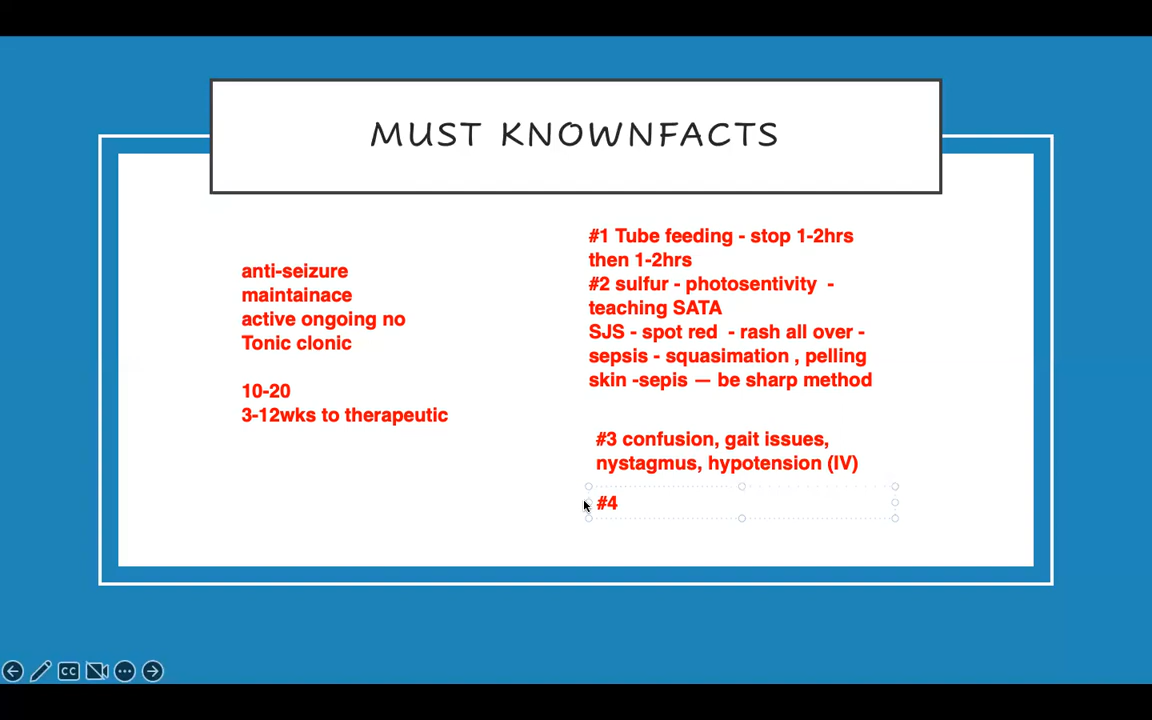 MUST KNOWNFACTS
anti-seizure
maintainace
active ongoing no
Tonic clonic
10-20
3-12wks to therapeutic
#1 Tube feeding - stop 1-2hrs
then 1-2hrs
#2 sulfur - photosentivity  -
teaching SATA
SJS - spot red  - rash all over -
sepsis - squasimation , pelling
skin -sepis — be sharp method
#3 confusion, gait issues,
nystagmus, hypotension (IV)
#4
CC